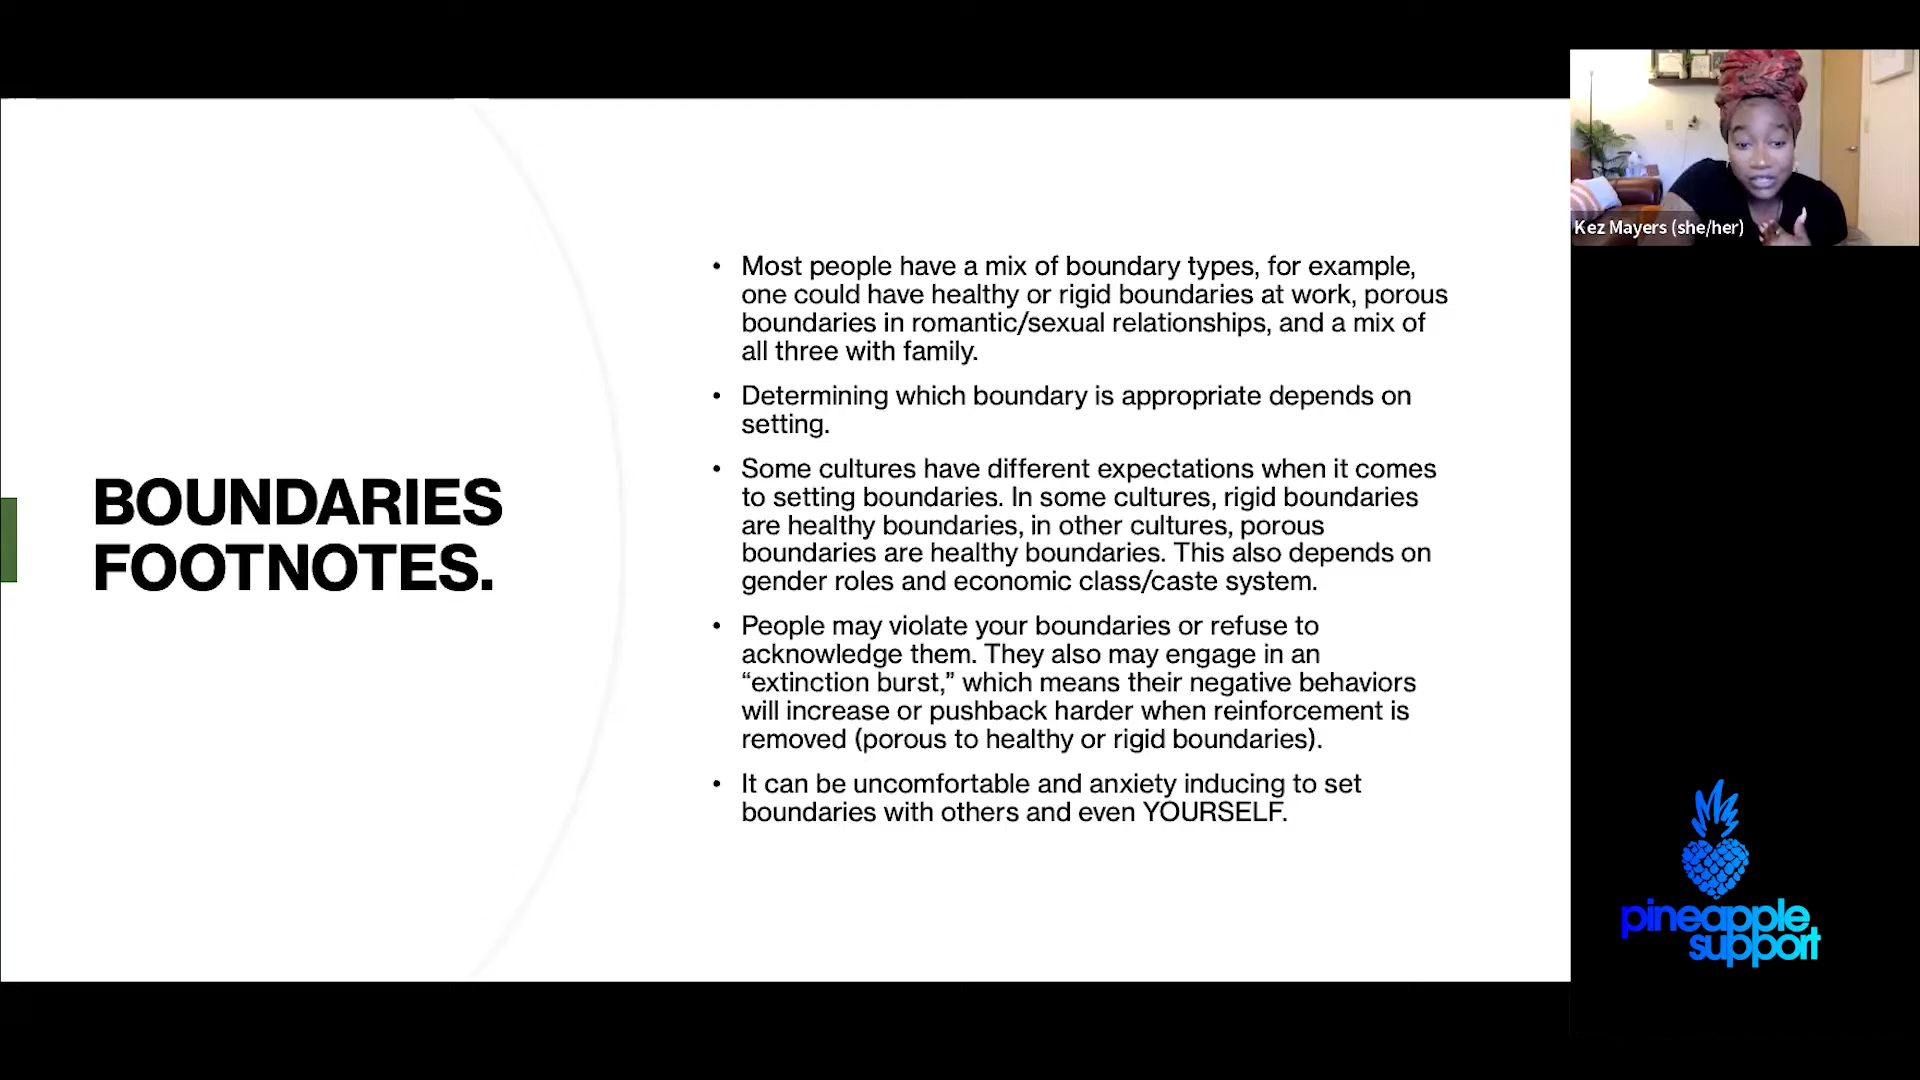 BOUNDARIES
FOOTNOTES.
• Most people have a mix of boundary types, for example,
one could have healthy or rigid boundaries at work, porous
boundaries in romantic/sexual relationships, and a mix of
all three with family.
• Determining which boundary is appropriate depends on
setting.
• Some cultures have different expectations when it comes
to setting boundaries. In some cultures, rigid boundaries
are healthy boundaries, in other cultures, porous
boundaries are healthy boundaries. This also depends on
gender roles and economic class/caste system.
• People may violate your boundaries or refuse to
acknowledge them. They also may engage in an
“extinction burst,” which means their negative behaviors
will increase or pushback harder when reinforcement is
removed (porous to healthy or rigid boundaries).
• It can be uncomfortable and anxiety inducing to set
boundaries with others and even YOURSELF.
Kez Mayers (she/her)
pineapple
support